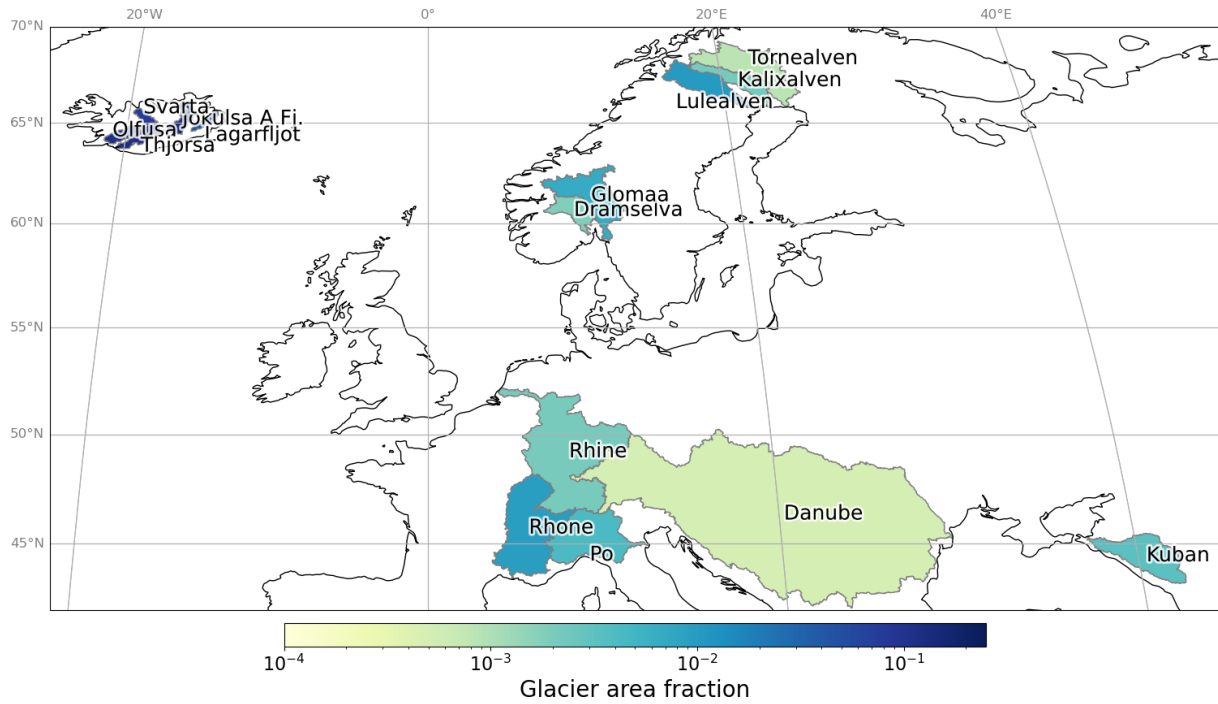 20°W 0° 20°E 40°E
70°N
Tornealven
Kalixalven
Lulealven
Svarta
Jokulsa A Fi.
65°N
Olfusa
Lagarfljot
Thjorsa
Glomaa
Dramselva
60°N
55°N
50°N
Rhine
Danube
Rhone
45°N
Po
Kuban
10⁻⁴ 10⁻³ 10⁻² 10⁻¹
Glacier area fraction